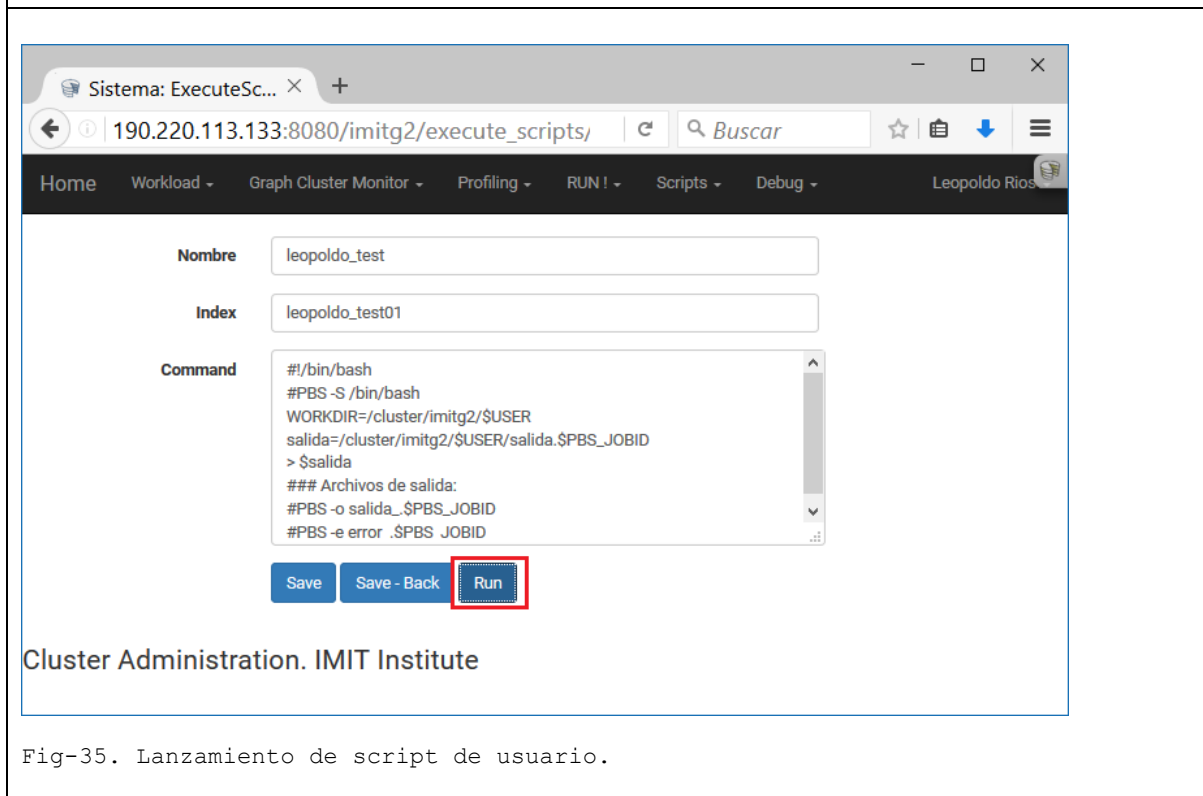 Sistema: ExecuteSc...
190.220.113.133:8080/imitg2/execute_scripts/ Buscar
Home Workload Graph Cluster Monitor Profiling RUN ! Scripts Debug Leopoldo Rios
Nombre leopoldo_test
Index leopoldo_test01
Command #!/bin/bash
#PBS -S /bin/bash
WORKDIR=/cluster/imitg2/$USER
salida=/cluster/imitg2/$USER/salida.$PBS_JOBID
> $salida
### Archivos de salida:
#PBS -o salida_.$PBS_JOBID
#PBS -e error_.$PBS_JOBID
Save Save - Back Run
Cluster Administration. IMIT Institute
Fig-35. Lanzamiento de script de usuario.